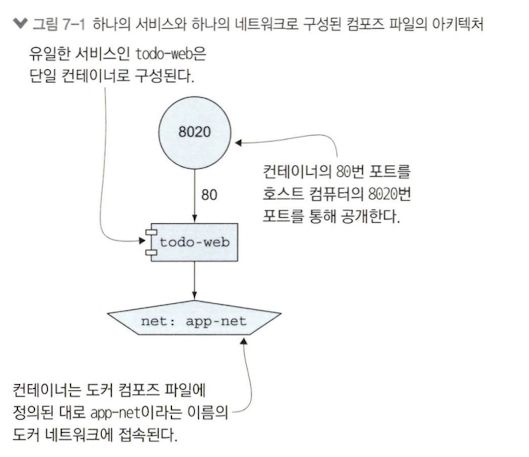 그림 7-1 하나의 서비스와 하나의 네트워크로 구성된 컴포즈 파일의 아키텍처
유일한 서비스인 todo-web은
단일 컨테이너로 구성된다.
8020
컨테이너의 80번 포트를
호스트 컴퓨터의 8020번
포트를 통해 공개한다.
80
todo-web
net: app-net
컨테이너는 도커 컴포즈 파일에
정의된 대로 app-net이라는 이름의
도커 네트워크에 접속된다.